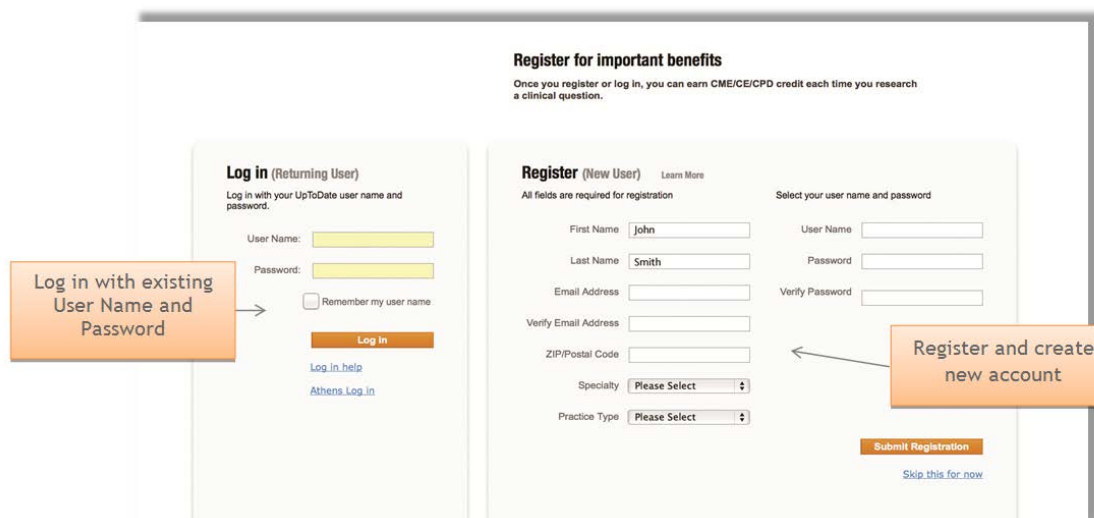 Register for important benefits
Once you register or log in, you can earn CME/CE/CPD credit each time you research
a clinical question.
Log in (Returning User)
Log in with your UpToDate user name and
password.
User Name:
Password:
Remember my user name
Log In
Log in help
Athens Log in
Log in with existing
User Name and
Password
Register (New User) Learn More
All fields are required for registration
First Name John
Last Name Smith
Email Address
Verify Email Address
ZIP/Postal Code
Specialty Please Select
Practice Type Please Select
Select your user name and password
User Name
Password
Verify Password
Register and create
new account
Submit Registration
Skip this for now